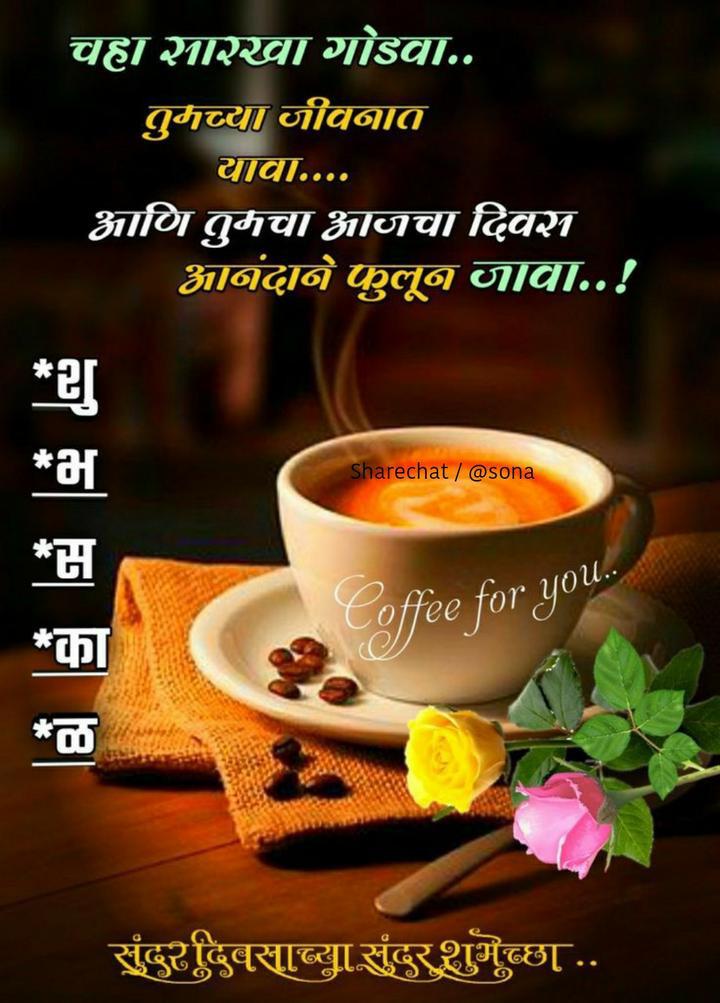 चहा सारखा गोडवा..
तुमच्या जीवनात
यावा....
आणि तुमचा आजचा दिवस
आनंदाने फुलून जावा..!
*शु
*भ
*स
*का
*ळ
Sharechat / @sona
Coffee for you..
सुंदर दिवसाच्या सुंदर शुभेच्छा ..